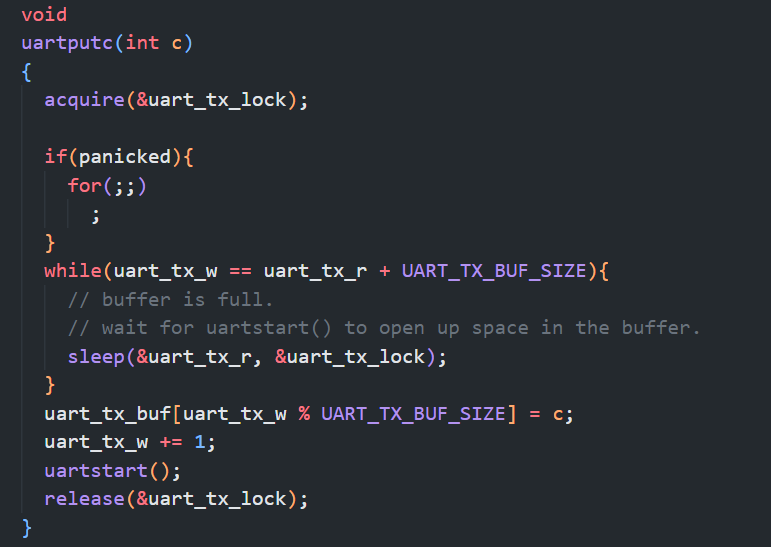 void
uartputc(int c)
{
  acquire(&uart_tx_lock);

  if(panicked){
    for(;;)
      ;
  }
  while(uart_tx_w == uart_tx_r + UART_TX_BUF_SIZE){
    // buffer is full.
    // wait for uartstart() to open up space in the buffer.
    sleep(&uart_tx_r, &uart_tx_lock);
  }
  uart_tx_buf[uart_tx_w % UART_TX_BUF_SIZE] = c;
  uart_tx_w += 1;
  uartstart();
  release(&uart_tx_lock);
}